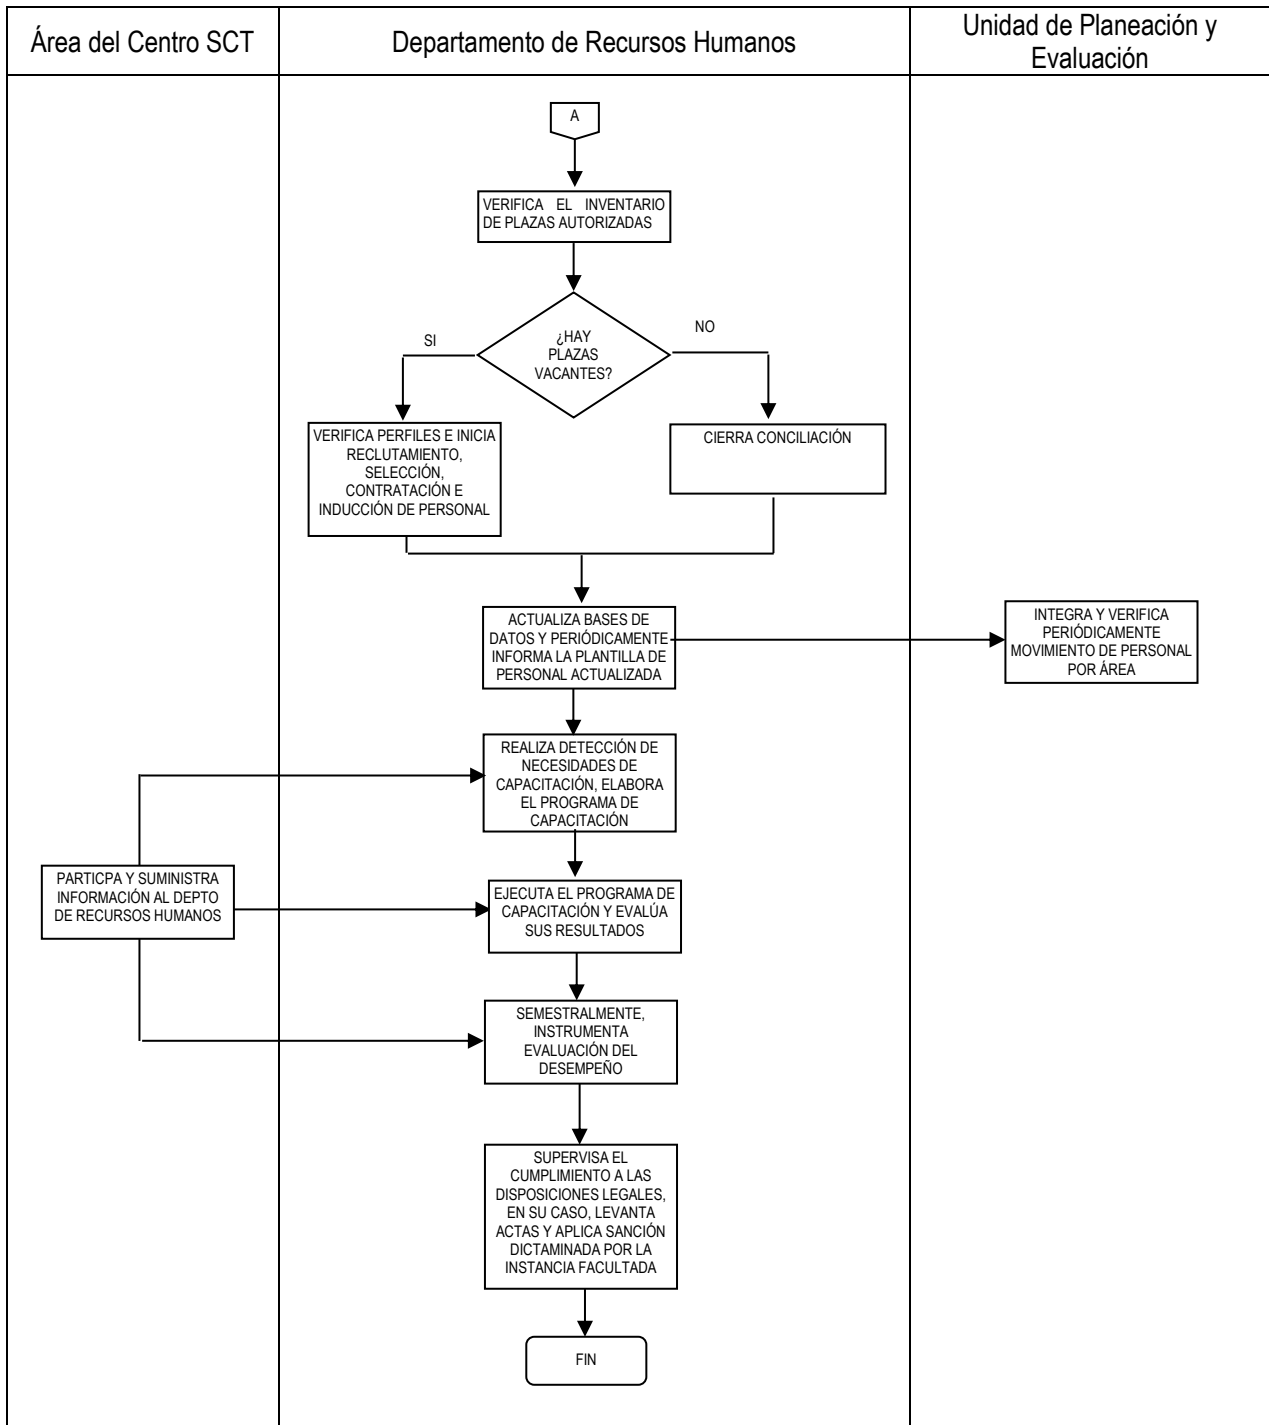 Área del Centro SCT
Departamento de Recursos Humanos
Unidad de Planeación y
Evaluación
A
VERIFICA EL INVENTARIO
DE PLAZAS AUTORIZADAS
¿HAY
PLAZAS
VACANTES?
SI
NO
VERIFICA PERFILES E INICIA
RECLUTAMIENTO,
SELECCIÓN,
CONTRATACIÓN E
INDUCCIÓN DE PERSONAL
CIERRA CONCILIACIÓN
ACTUALIZA BASES DE
DATOS Y PERIÓDICAMENTE
INFORMA LA PLANTILLA DE
PERSONAL ACTUALIZADA
INTEGRA Y VERIFICA
PERIÓDICAMENTE
MOVIMIENTO DE PERSONAL
POR ÁREA
REALIZA DETECCIÓN DE
NECESIDADES DE
CAPACITACIÓN, ELABORA
EL PROGRAMA DE
CAPACITACIÓN
PARTICPA Y SUMINISTRA
INFORMACIÓN AL DEPTO
DE RECURSOS HUMANOS
EJECUTA EL PROGRAMA DE
CAPACITACIÓN Y EVALÚA
SUS RESULTADOS
SEMESTRALMENTE,
INSTRUMENTA
EVALUACIÓN DEL
DESEMPEÑO
SUPERVISA EL
CUMPLIMIENTO A LAS
DISPOSICIONES LEGALES,
EN SU CASO, LEVANTA
ACTAS Y APLICA SANCIÓN
DICTAMINADA POR LA
INSTANCIA FACULTADA
FIN